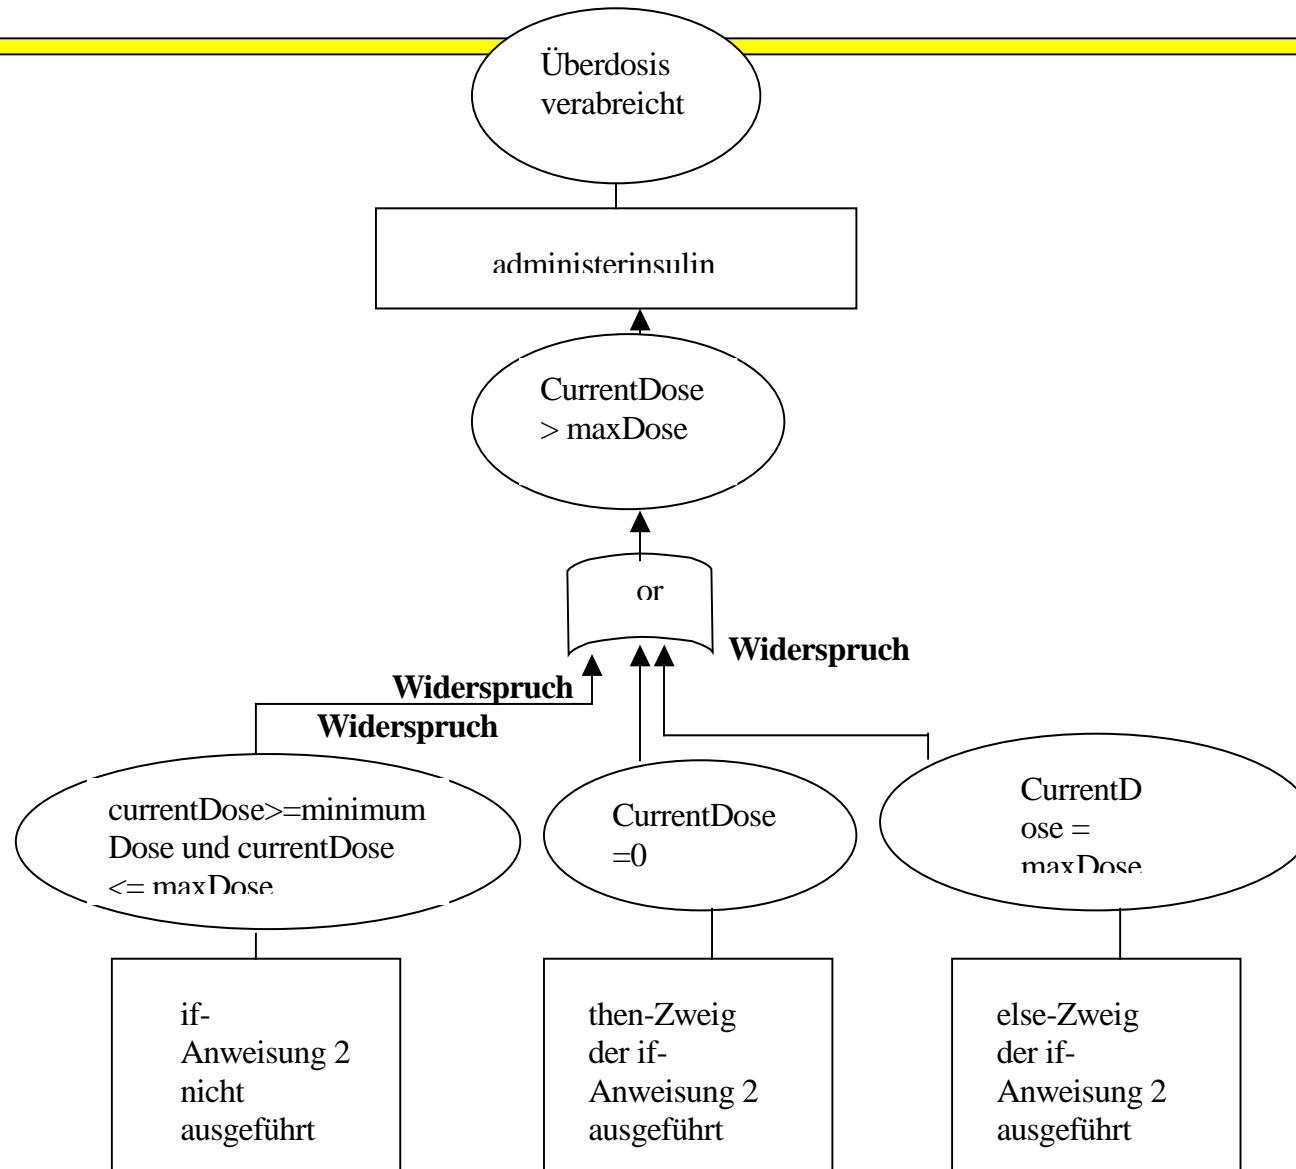 Überdosis
verabreicht
administerinsulin
CurrentDose
> maxDose
or
Widerspruch
Widerspruch
Widerspruch
currentDose>=minimum
Dose und currentDose
<= maxDose
CurrentDose
=0
CurrentD
ose =
maxDose
if-
Anweisung 2
nicht
ausgeführt
then-Zweig
der if-
Anweisung 2
ausgeführt
else-Zweig
der if-
Anweisung 2
ausgeführt